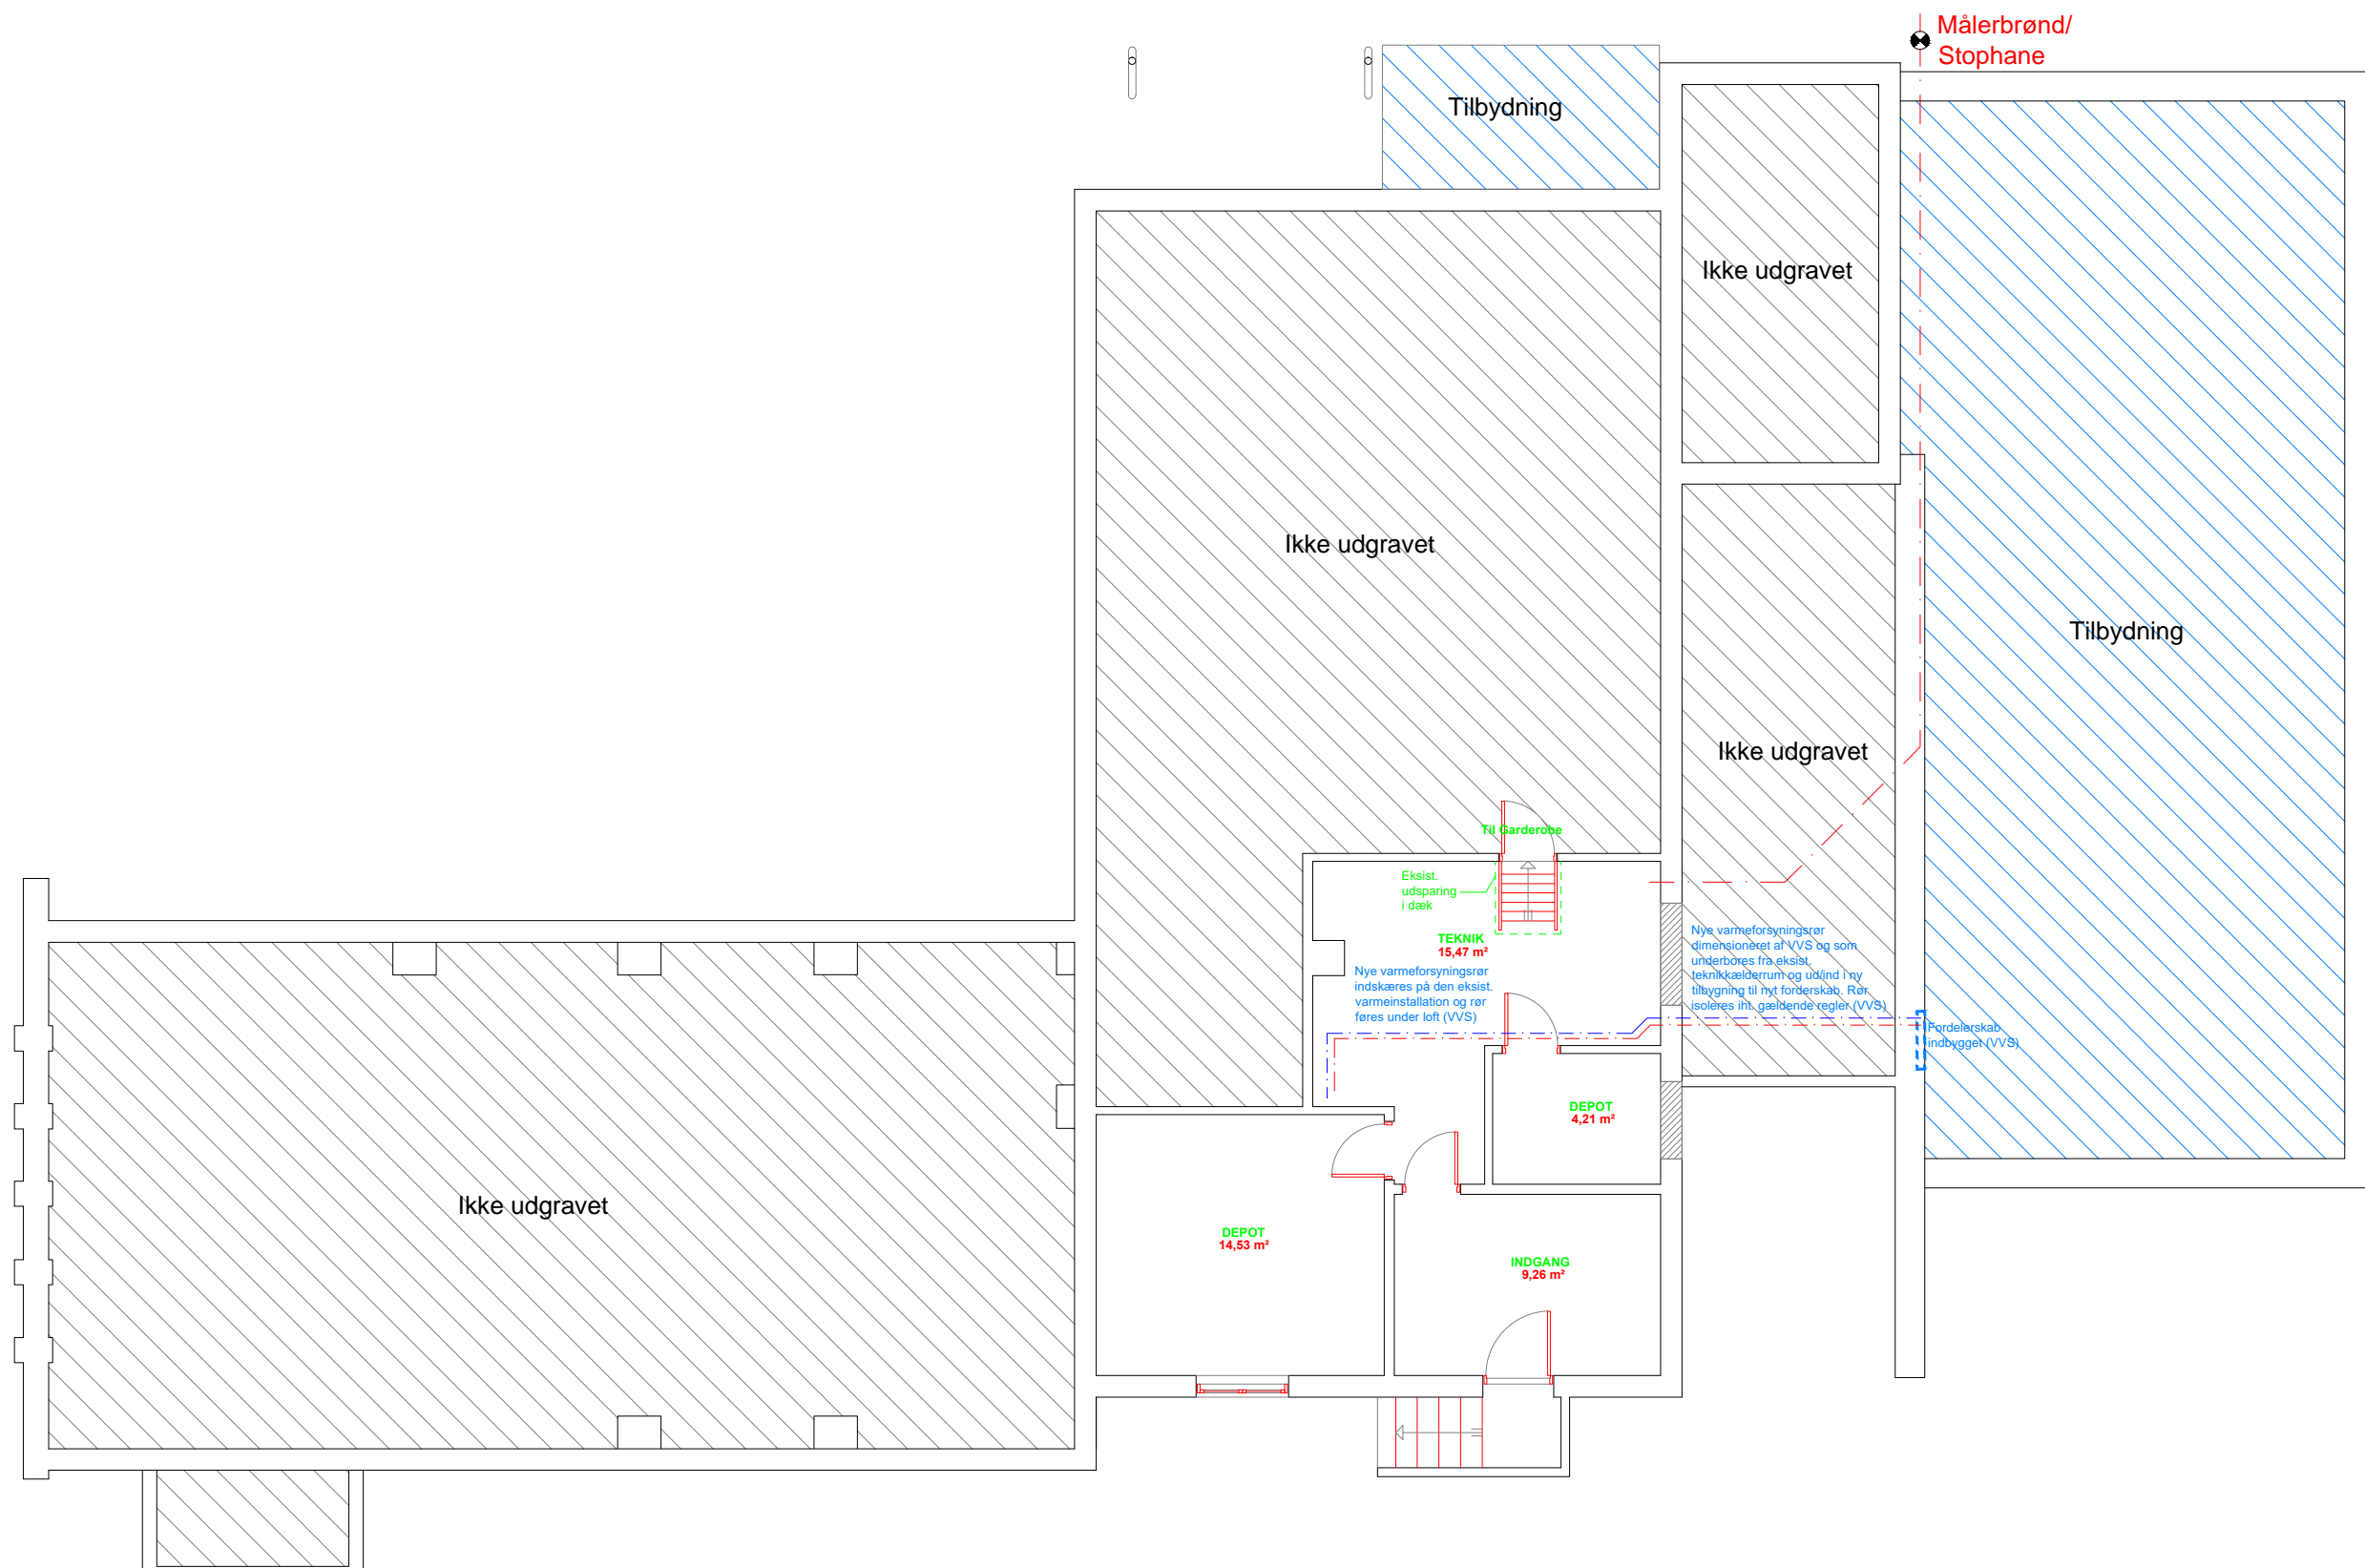 Målerbrønd/
Stophane
Tilbydning
Ikke udgravet
Ikke udgravet
Tilbydning
Ikke udgravet
Til Garderobe
Eksist.
udsparing
i dæk
TEKNIK
15,47 m²
Nye varmeforsyningsrør
indskæres på den eksist.
varmeinstallation og rør
føres under loft (VVS)
Nye varmeforsyningsrør
dimensioneret af VVS og som
underbores fra eksist.
teknikkælderrum og ud/ind i ny
tilbygning til nyt forderskab. Rør
isoleres iht. gældende regler (VVS)
Fordelerskab
indbygget (VVS)
DEPOT
4,21 m²
Ikke udgravet
DEPOT
14,53 m²
INDGANG
9,26 m²